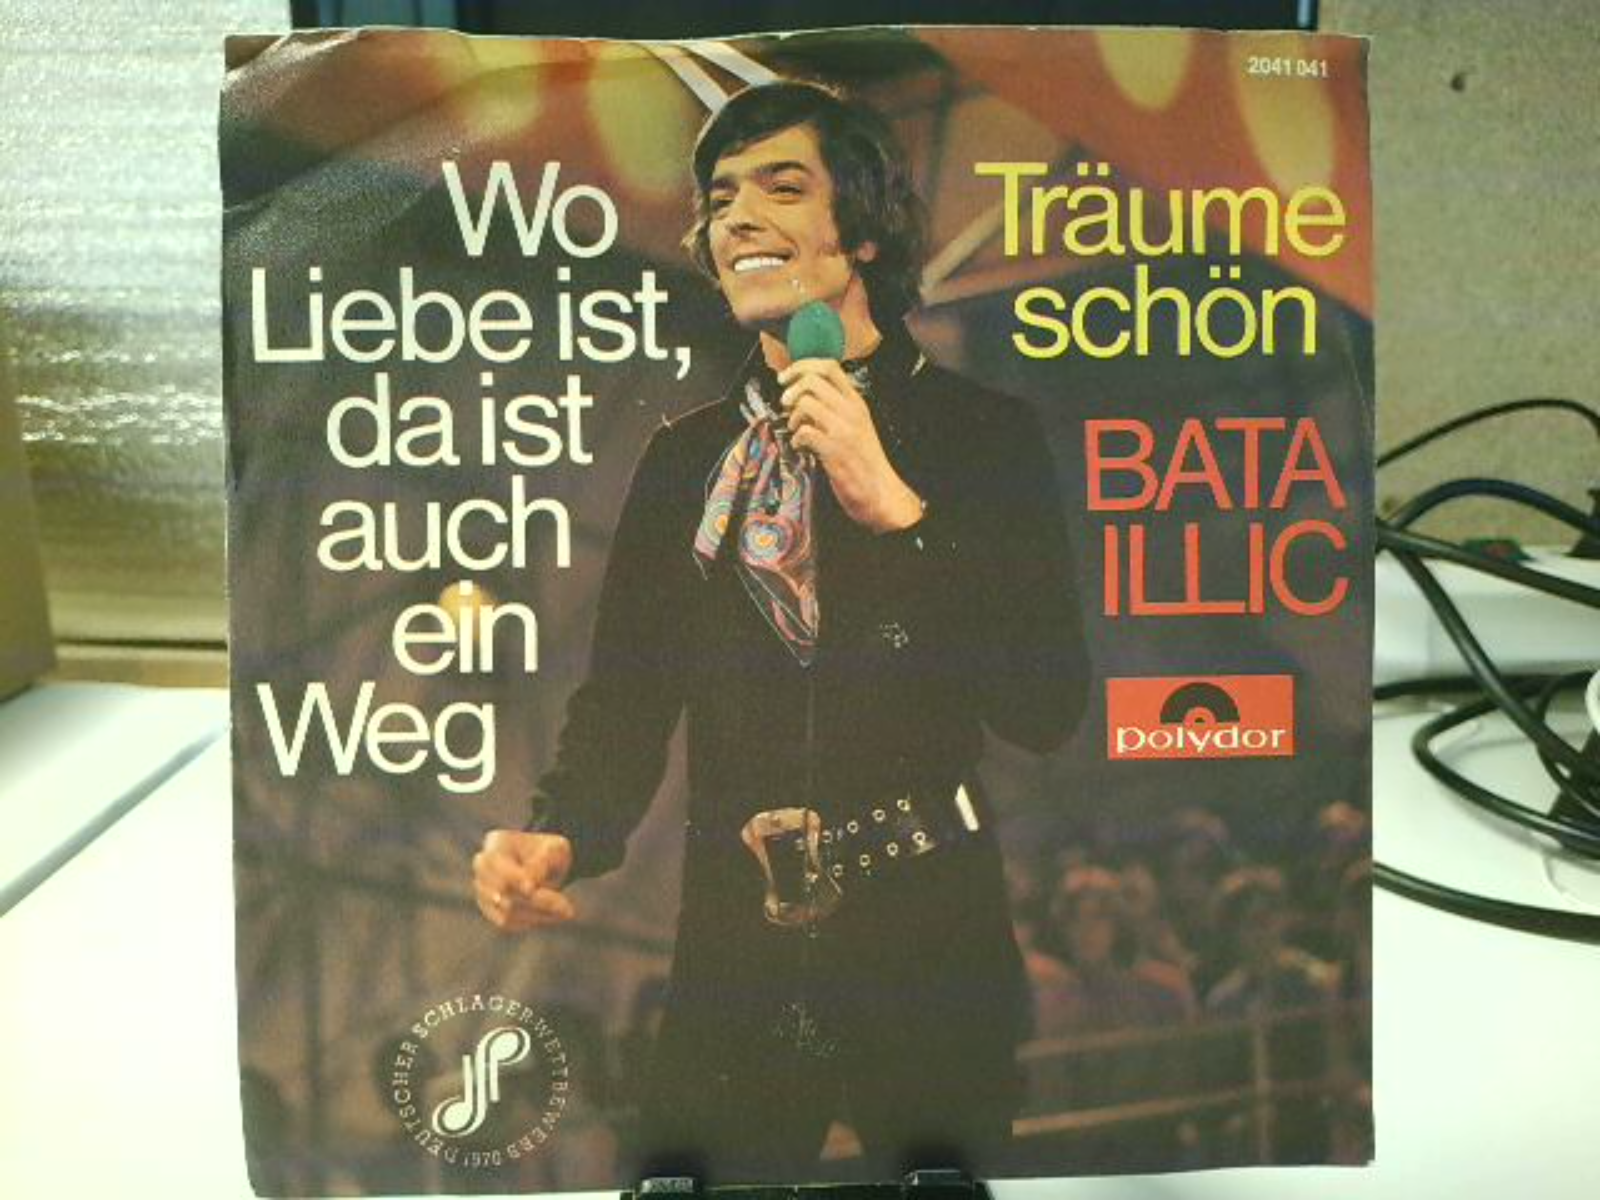 2041 041
Wo
Liebe ist,
da ist
auch
ein
Weg
Träume
schön
BATA
ILLIC
polydor
DEUTSCHER SCHLAGERWETTBEWERB 1970